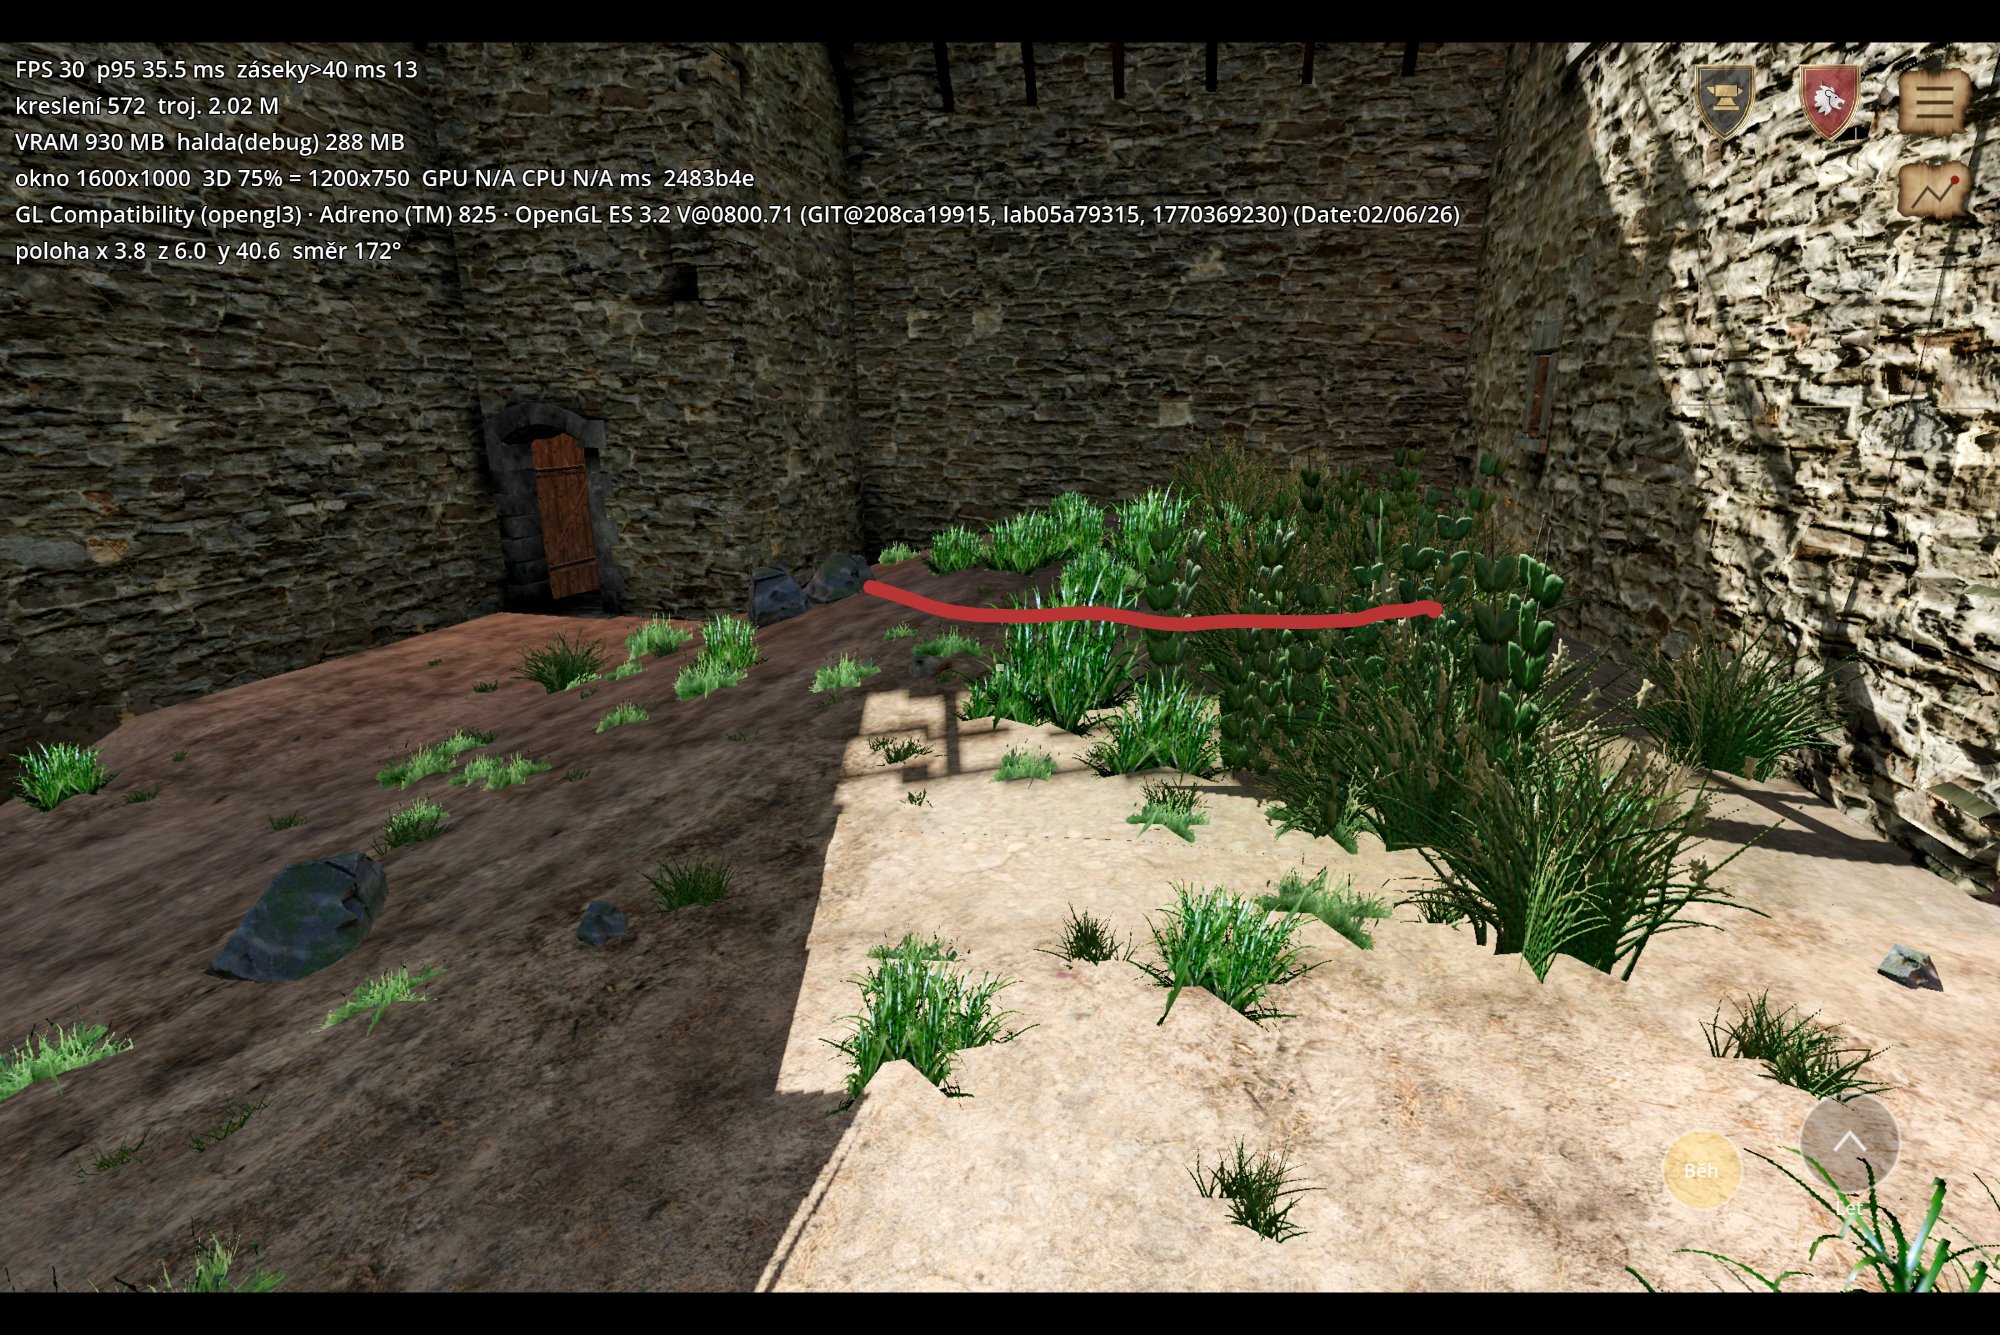 FPS 30 p95 35.5 ms záseky>40 ms 13
kreslení 572 troj. 2.02 M
VRAM 930 MB halda(debug) 288 MB
okno 1600x1000 3D 75% = 1200x750 GPU N/A CPU N/A ms 2483b4e
GL Compatibility (opengl3) · Adreno (TM) 825 · OpenGL ES 3.2 V@0800.71 (GIT@208ca19915, lab05a79315, 1770369230) (Date:02/06/26)
poloha x 3.8 z 6.0 y 40.6 směr 172°
Běh
Let